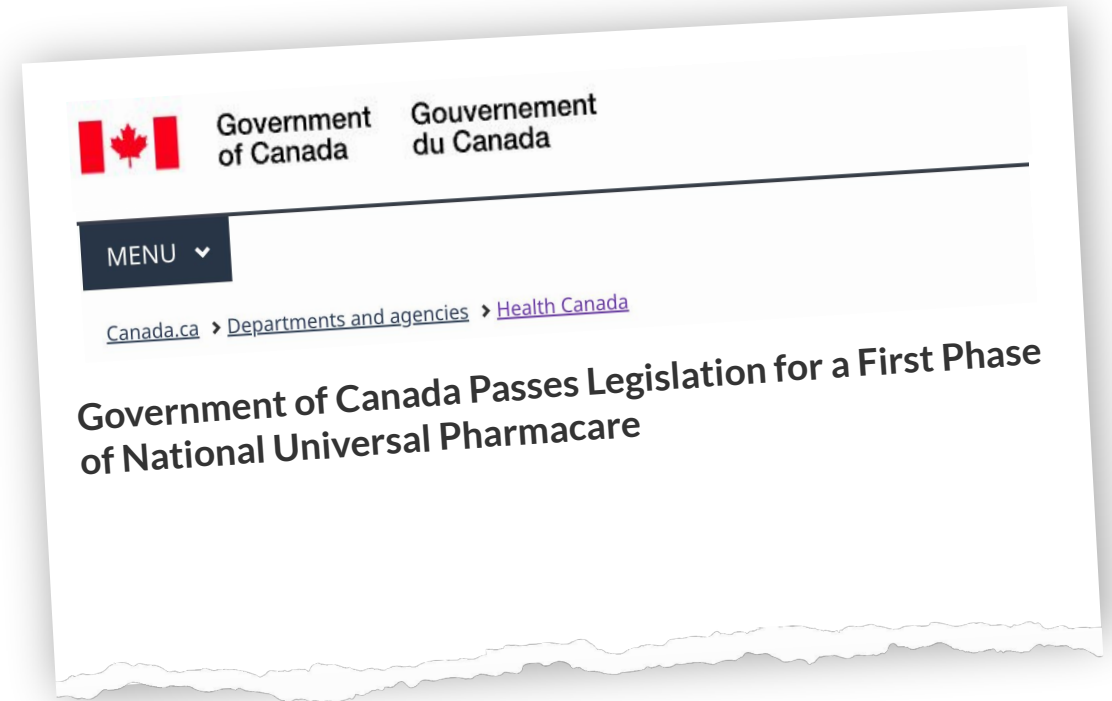 Government Gouvernement
of Canada du Canada
MENU
Canada.ca > Departments and agencies > Health Canada
Government of Canada Passes Legislation for a First Phase
of National Universal Pharmacare